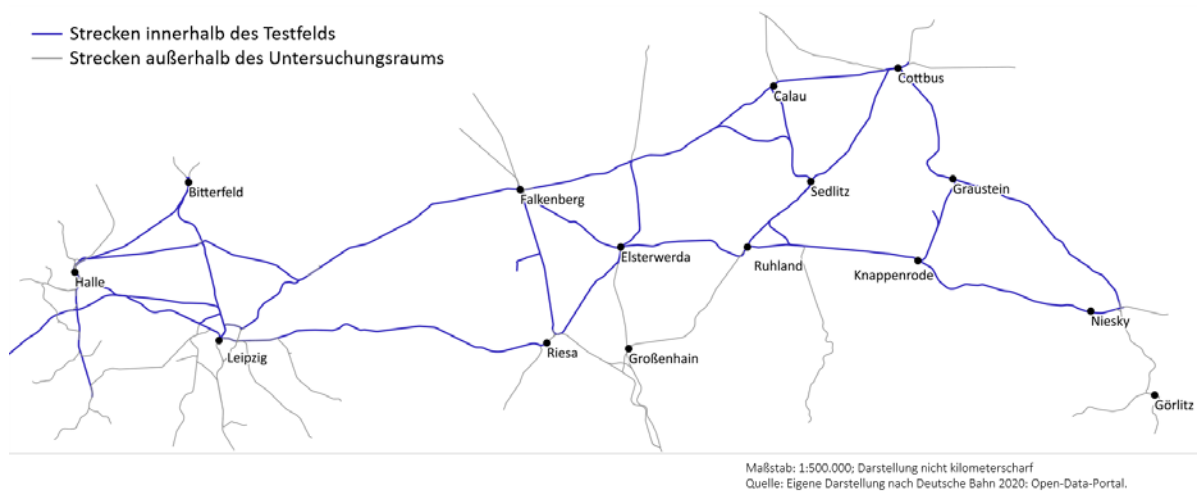 Strecken innerhalb des Testfelds
Strecken außerhalb des Untersuchungsraums
Cottbus
Calau
Bitterfeld
Falkenberg
Sedlitz
Graustein
Halle
Elsterwerda
Ruhland
Knappenrode
Leipzig
Riesa
Großenhain
Niesky
Görlitz
Maßstab: 1:500.000; Darstellung nicht kilometerscharf
Quelle: Eigene Darstellung nach Deutsche Bahn 2020: Open-Data-Portal.